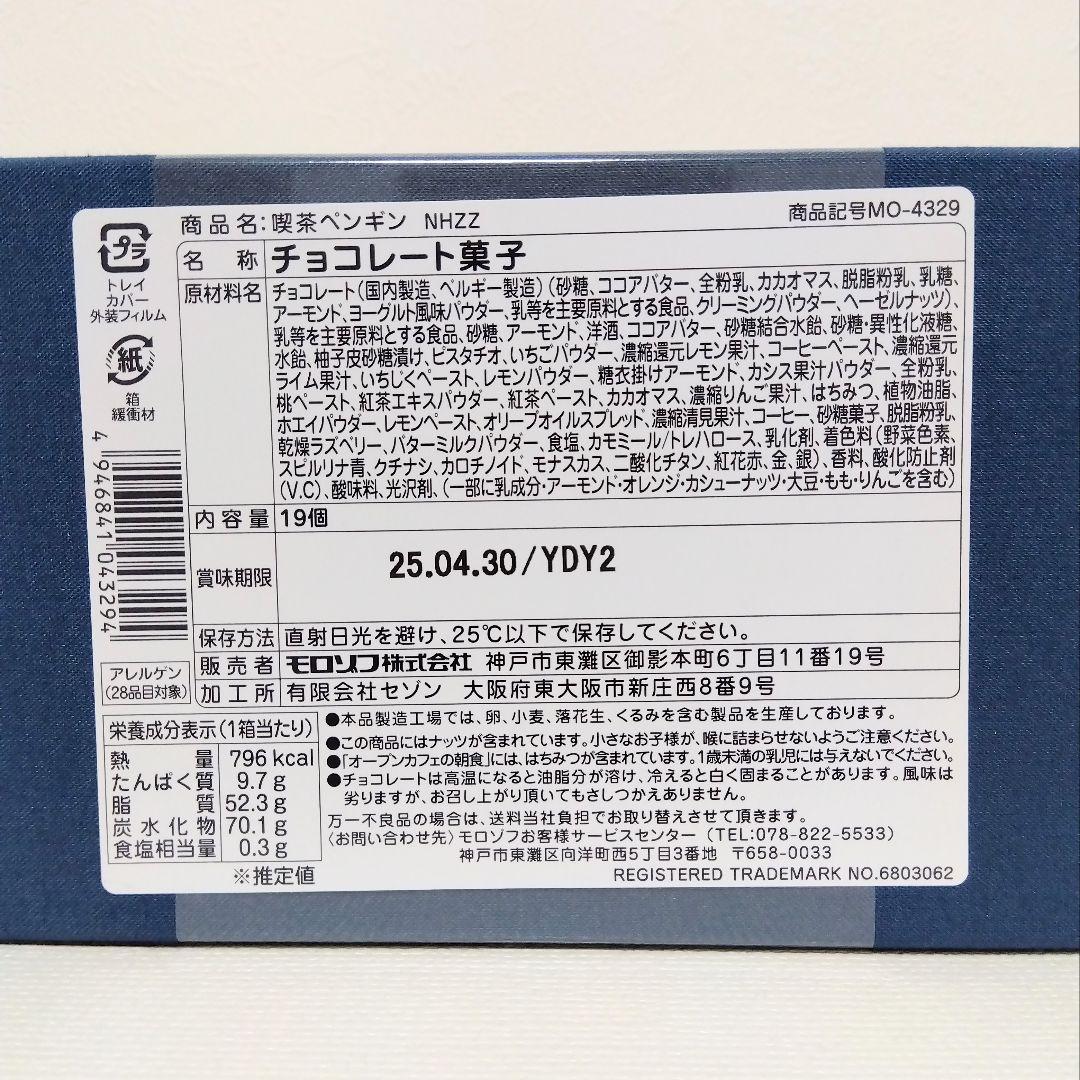 商品名:喫茶ペンギン NHZZ
商品記号MO-4329
プラ
トレイ
カバー
外装フィルム
紙
箱
緩衝材
4 946841 043294
アレルゲン
(28品目対象)
名称 チョコレート菓子
原材料名 チョコレート(国内製造、ベルギー製造)(砂糖、ココアバター、全粉乳、カカオマス、脱脂粉乳、乳糖、
アーモンド、ヨーグルト風味パウダー、乳等を主要原料とする食品、クリーミングパウダー、ヘーゼルナッツ)、
乳等を主要原料とする食品、砂糖、アーモンド、洋酒、ココアバター、砂糖結合水飴、砂糖・異性化液糖、
水飴、柚子皮砂糖漬け、ピスタチオ、いちごパウダー、濃縮還元レモン果汁、コーヒーペースト、濃縮還元
ライム果汁、いちじくペースト、レモンパウダー、糖衣掛けアーモンド、カシス果汁パウダー、全粉乳、
桃ペースト、紅茶エキスパウダー、紅茶ペースト、カカオマス、濃縮りんご果汁、はちみつ、植物油脂、
ホエイパウダー、レモンペースト、オリーブオイルスプレッド、濃縮清見果汁、コーヒー、砂糖菓子、脱脂粉乳、
乾燥ラズベリー、バターミルクパウダー、食塩、カモミール/トレハロース、乳化剤、着色料(野菜色素、
スピルリナ青、クチナシ、カロチノイド、モナスカス、二酸化チタン、紅花赤、金、銀)、香料、酸化防止剤
(V.C)、酸味料、光沢剤、(一部に乳成分・アーモンド・オレンジ・カシューナッツ・大豆・もも・りんごを含む)
内容量 19個
賞味期限 25.04.30/YDY2
保存方法 直射日光を避け、25℃以下で保存してください。
販売者 モロゾフ株式会社 神戸市東灘区御影本町6丁目11番19号
加工所 有限会社セゾン 大阪府東大阪市新庄西8番9号
栄養成分表示(1箱当たり)
熱量 796kcal
たんぱく質 9.7g
脂質 52.3g
炭水化物 70.1g
食塩相当量 0.3g
※推定値
●本品製造工場では、卵、小麦、落花生、くるみを含む製品を生産しております。
●この商品にはナッツが含まれています。小さなお子様が、喉に詰まらせないようご注意ください。
●「オーブンカフェの朝食」には、はちみつが含まれています。1歳未満の乳児には与えないでください。
●チョコレートは高温になると油脂分が溶け、冷えると白く固まることがあります。風味は
劣りますが、お召し上がり頂いてもさしつかえありません。
万一不良品の場合は、送料当社負担でお取り替えさせて頂きます。
〈お問い合わせ先〉モロゾフお客様サービスセンター(TEL:078-822-5533)
神戸市東灘区向洋町西5丁目3番地 〒658-0033
REGISTERED TRADEMARK NO.6803062